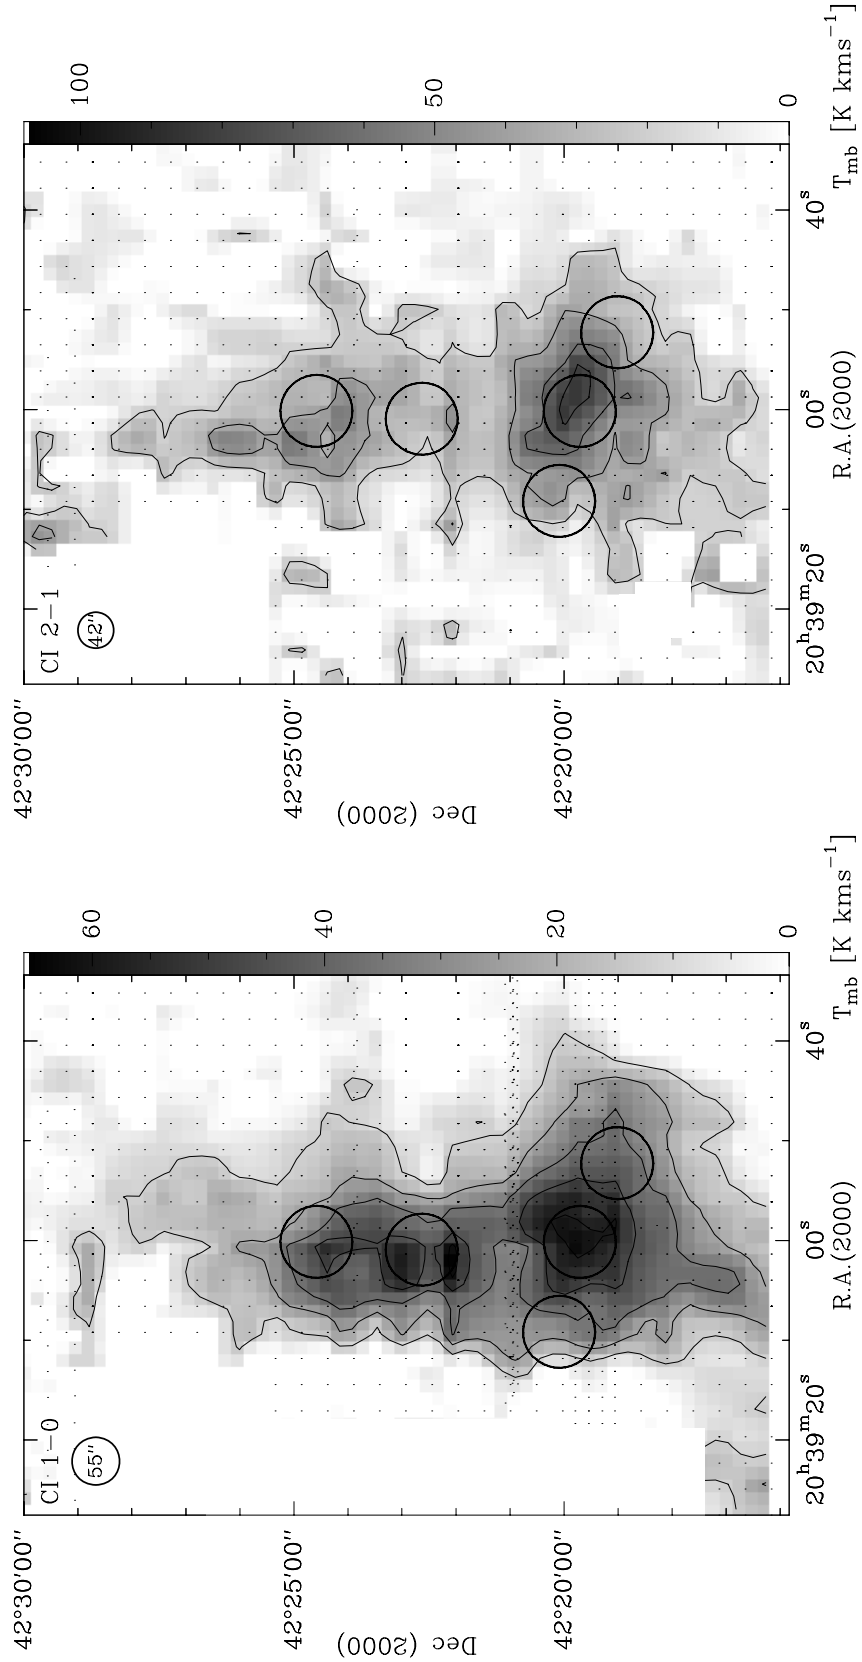 CI 1−0
55″
42°30′00″
42°25′00″
42°20′00″
Dec (2000)
20ʰ39ᵐ20ˢ
00ˢ
40ˢ
R.A.(2000)
0
20
40
60
Tmb [K kms⁻¹]
CI 2−1
42″
42°30′00″
42°25′00″
42°20′00″
Dec (2000)
20ʰ39ᵐ20ˢ
00ˢ
40ˢ
R.A.(2000)
0
50
100
Tmb [K kms⁻¹]